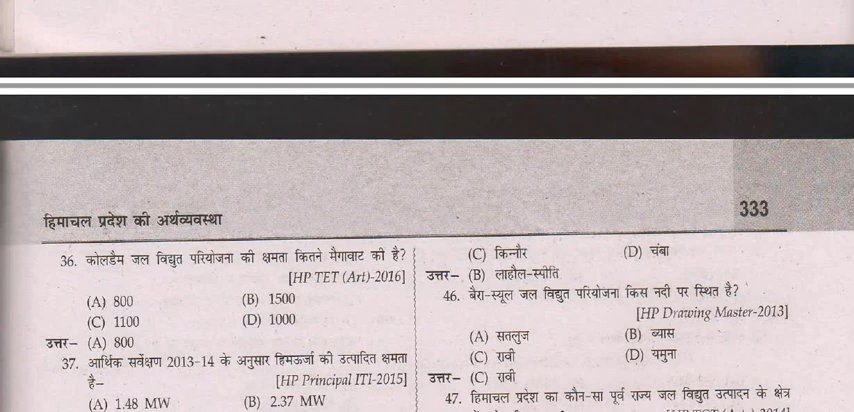 हिमाचल प्रदेश की अर्थव्यवस्था
333
36. कोलडैम जल विद्युत परियोजना की क्षमता कितने मैगावाट की है?
[HP TET (Art)-2016]
(A) 800 (B) 1500
(C) 1100 (D) 1000
उत्तर– (A) 800
37. आर्थिक सर्वेक्षण 2013-14 के अनुसार हिमऊर्जा की उत्पादित क्षमता
है– [HP Principal ITI-2015]
(A) 1.48 MW (B) 2.37 MW
(C) किन्नौर (D) चंबा
उत्तर– (B) लाहौल-स्पीति
46. बैरा-स्यूल जल विद्युत परियोजना किस नदी पर स्थित है?
[HP Drawing Master-2013]
(A) सतलुज (B) व्यास
(C) रावी (D) यमुना
उत्तर– (C) रावी
47. हिमाचल प्रदेश का कौन-सा पूर्व राज्य जल विद्युत उत्पादन के क्षेत्र